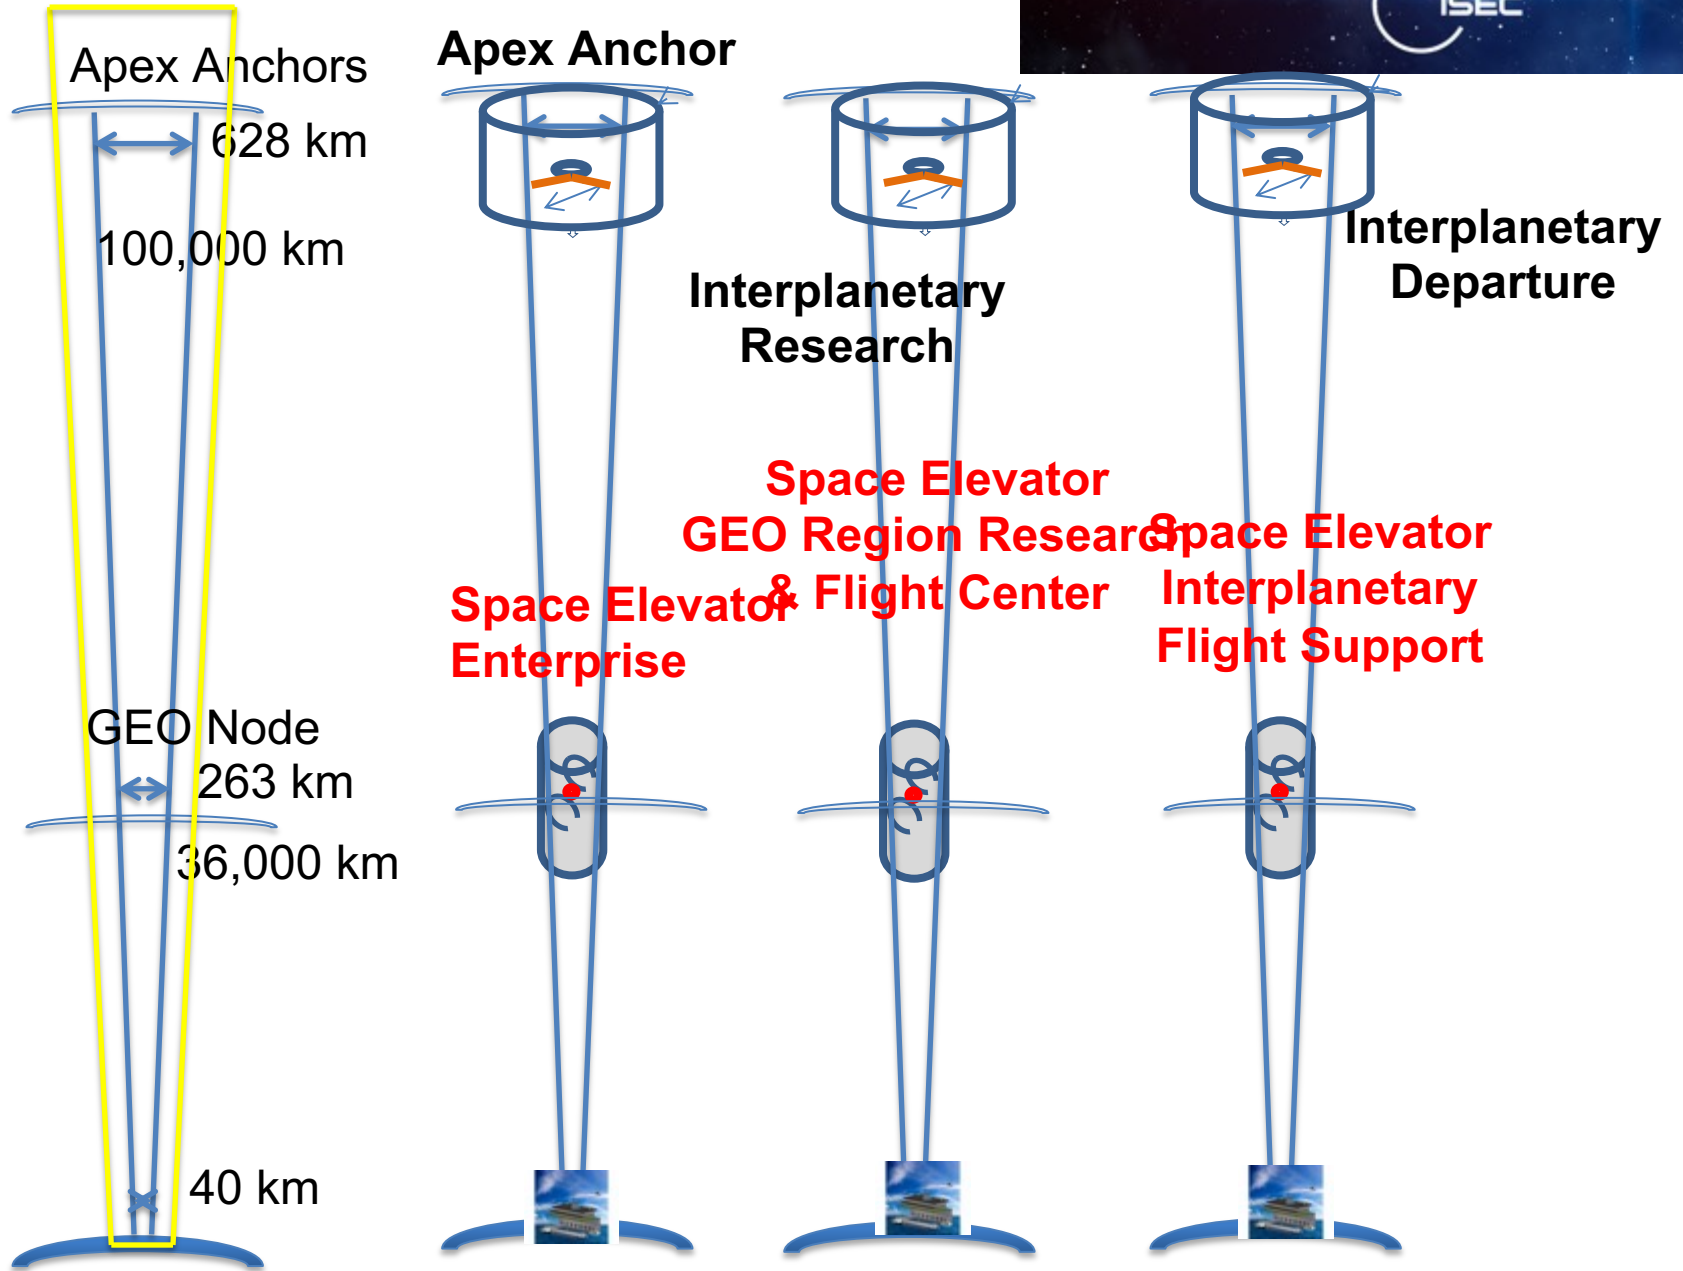 ISEC
Apex Anchors
628 km
100,000 km
GEO Node
263 km
36,000 km
40 km
Apex Anchor
Interplanetary
Research
Interplanetary
Departure
Space Elevator
Enterprise
Space Elevator
GEO Region Research
& Flight Center
Space Elevator
Interplanetary
Flight Support